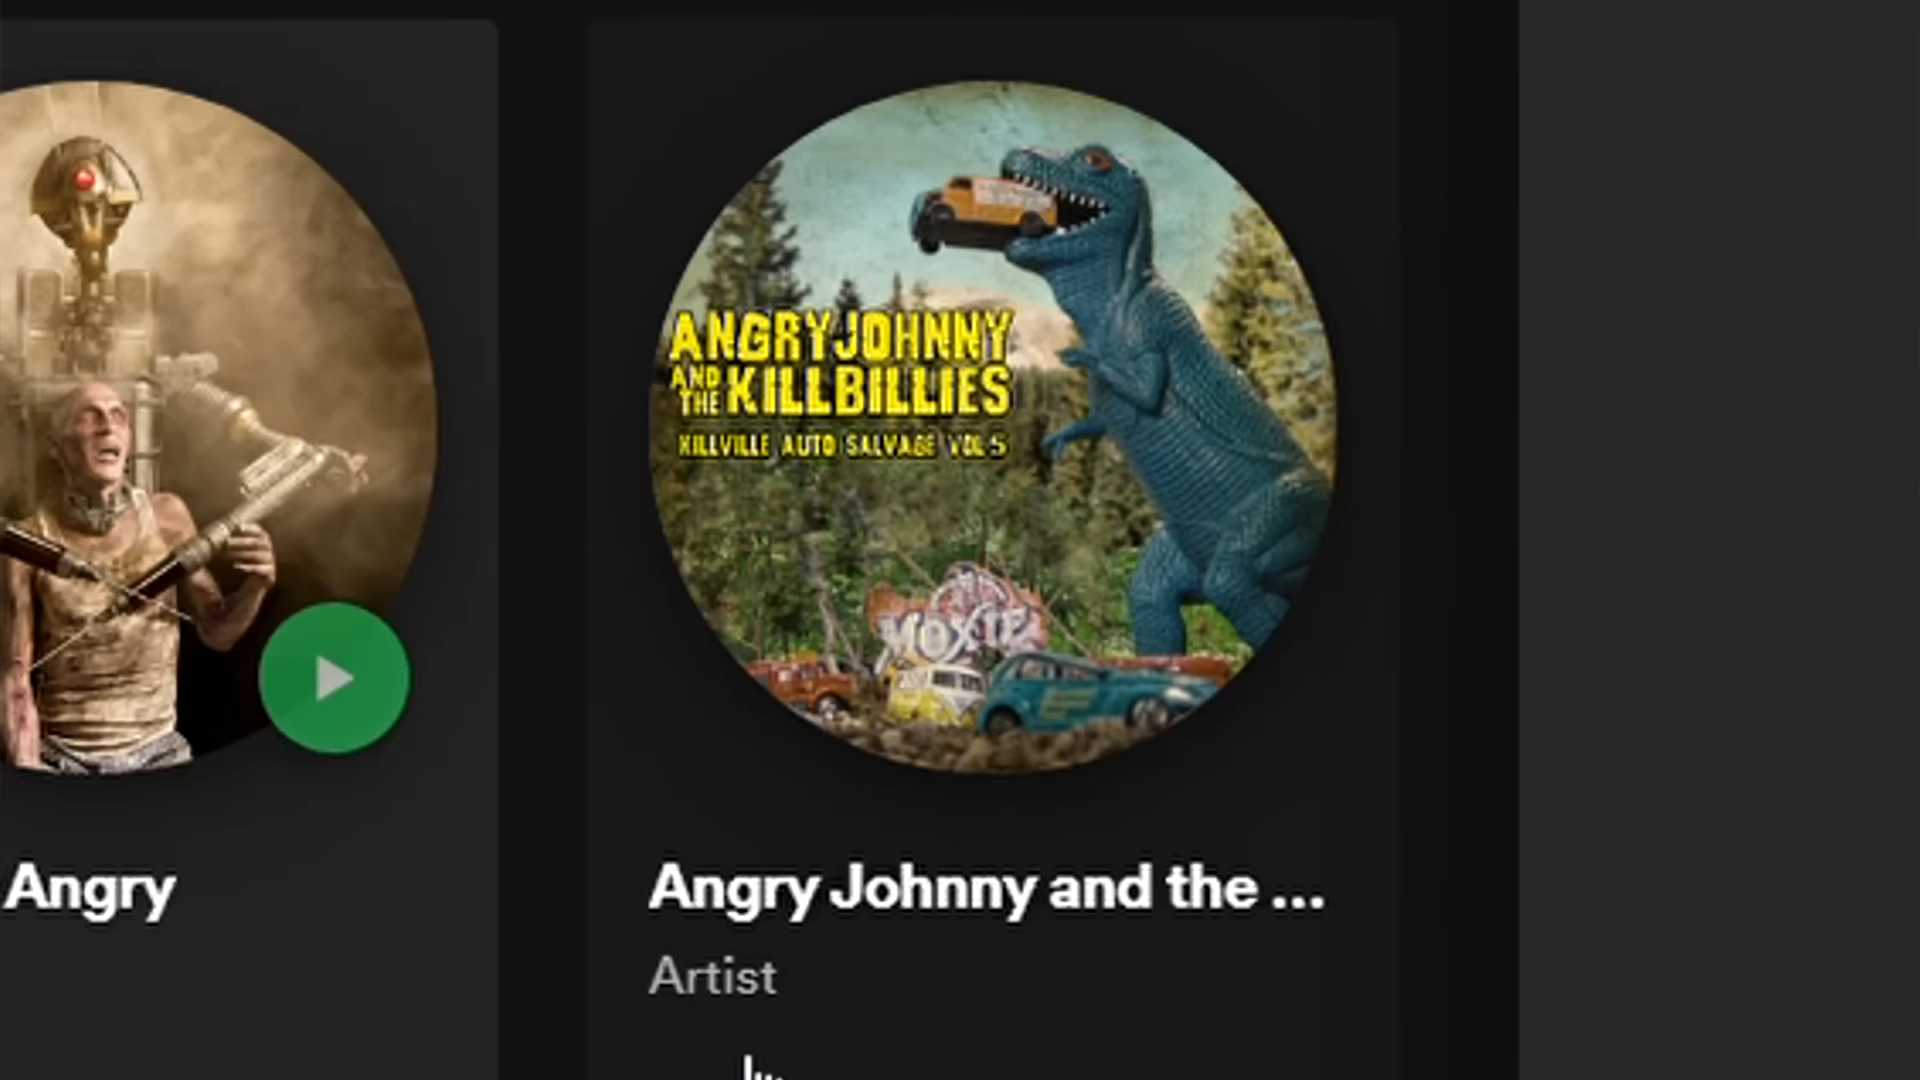 ANGRY JOHNNY
AND THE KILLBILLIES
KILLVILLE AUTO SALVAGE VOL 5
MOXIE
Angry
Angry Johnny and the ...
Artist